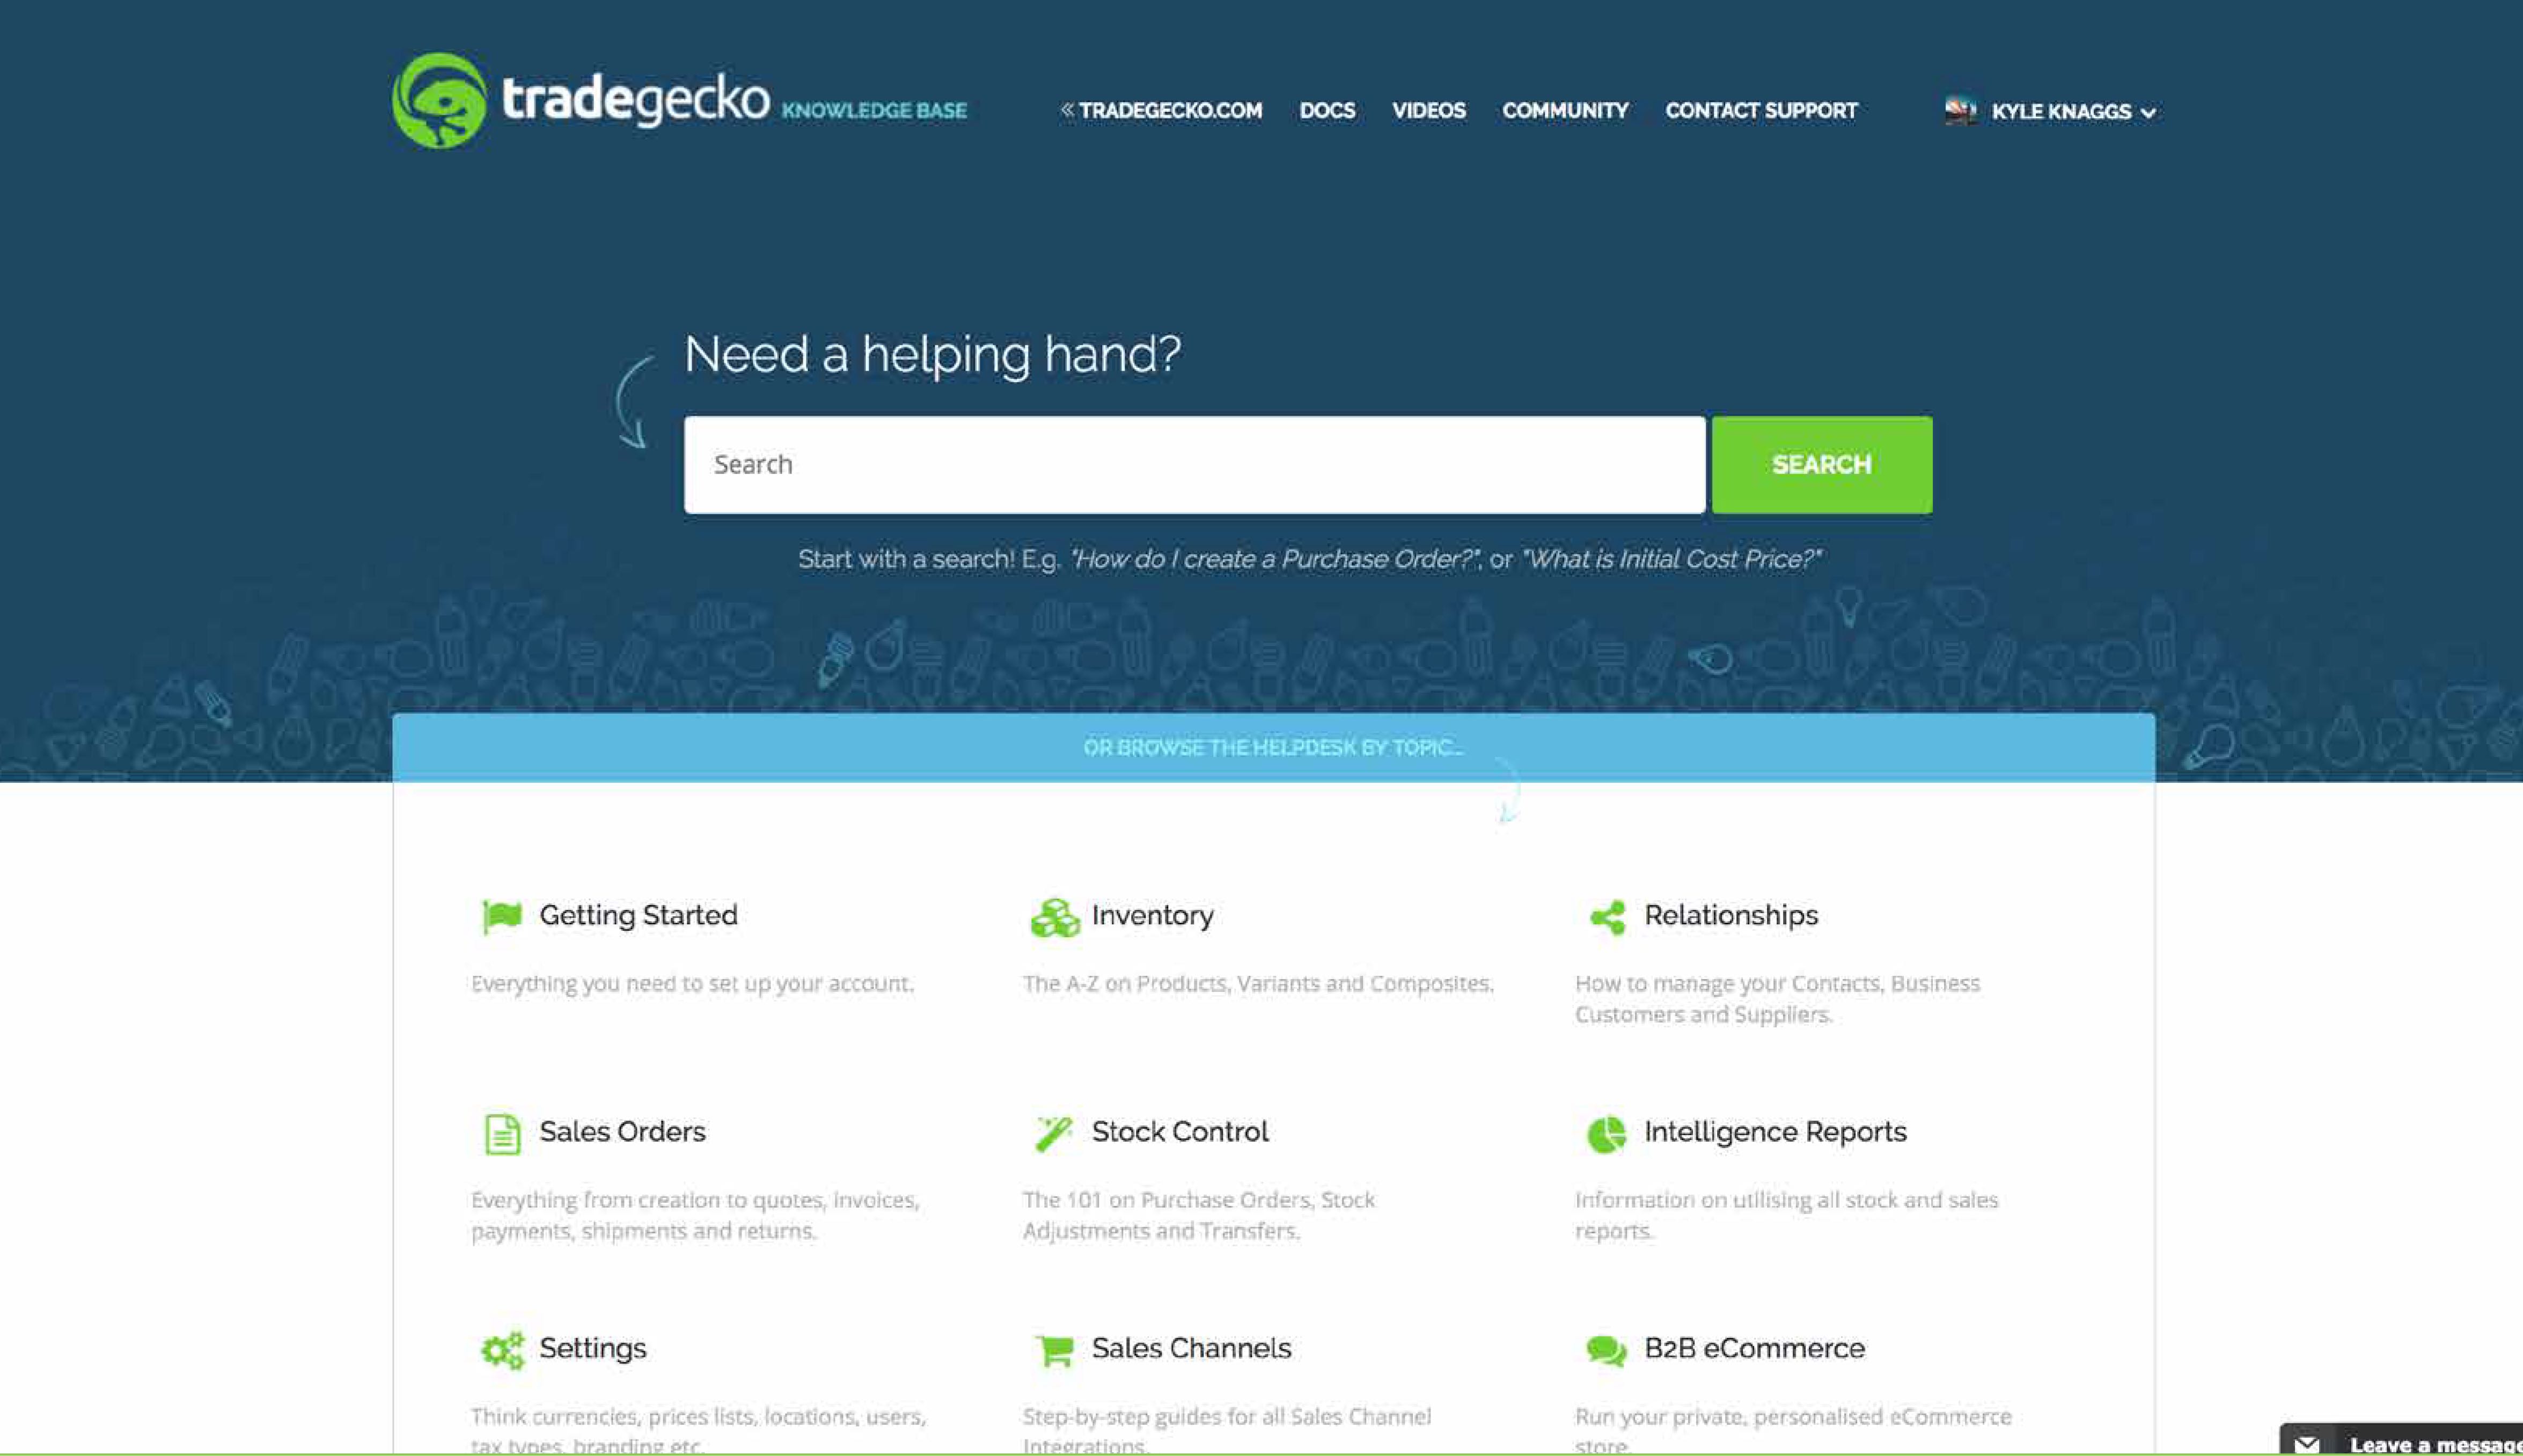 tradegecko KNOWLEDGE BASE « TRADEGECKO.COM DOCS VIDEOS COMMUNITY CONTACT SUPPORT KYLE KNAGGS
Need a helping hand?
Search SEARCH
Start with a search! E.g. "How do I create a Purchase Order?", or "What is Initial Cost Price?"
OR BROWSE THE HELPDESK BY TOPIC...
Getting Started
Everything you need to set up your account.
Inventory
The A-Z on Products, Variants and Composites.
Relationships
How to manage your Contacts, Business
Customers and Suppliers.
Sales Orders
Everything from creation to quotes, invoices,
payments, shipments and returns.
Stock Control
The 101 on Purchase Orders, Stock
Adjustments and Transfers.
Intelligence Reports
Information on utilising all stock and sales
reports.
Settings
Think currencies, prices lists, locations, users,
tax types, branding etc.
Sales Channels
Step-by-step guides for all Sales Channel
Integrations.
B2B eCommerce
Run your private, personalised eCommerce
store.
Leave a message